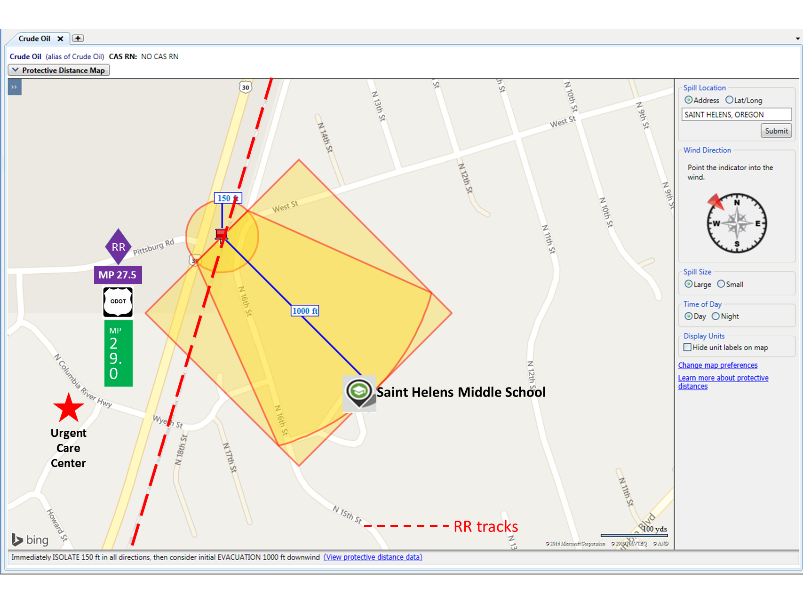 Crude Oil
Crude Oil (alias of Crude Oil) CAS RN: NO CAS RN
Protective Distance Map
30
N 13th St
N 14th St
N 12th St
N 10th St
N 9th St
West St
West St
N 9th St
N 12th St
N 10th St
N 11th St
150 ft
RR
Pittsburg Rd
MP 27.5
ODOT
N 16th St
1000 ft
MP
2
9.
0
N Columbia River Hwy
Saint Helens Middle School
N 12th St
Wyeth St
N 16th St
Urgent
Care
Center
N 18th St
N 17th St
N 11th St
N 15th St
RR tracks
Howard St
N 13
Blvd
100 yds
bing
Immediately ISOLATE 150 ft in all directions, then consider initial EVACUATION 1000 ft downwind (View protective distance data)
Spill Location
Address Lat/Long
SAINT HELENS, OREGON
Submit
Wind Direction
Point the indicator into the
wind.
N
W E
S
Spill Size
Large Small
Time of Day
Day Night
Display Units
Hide unit labels on map
Change map preferences
Learn more about protective
distances